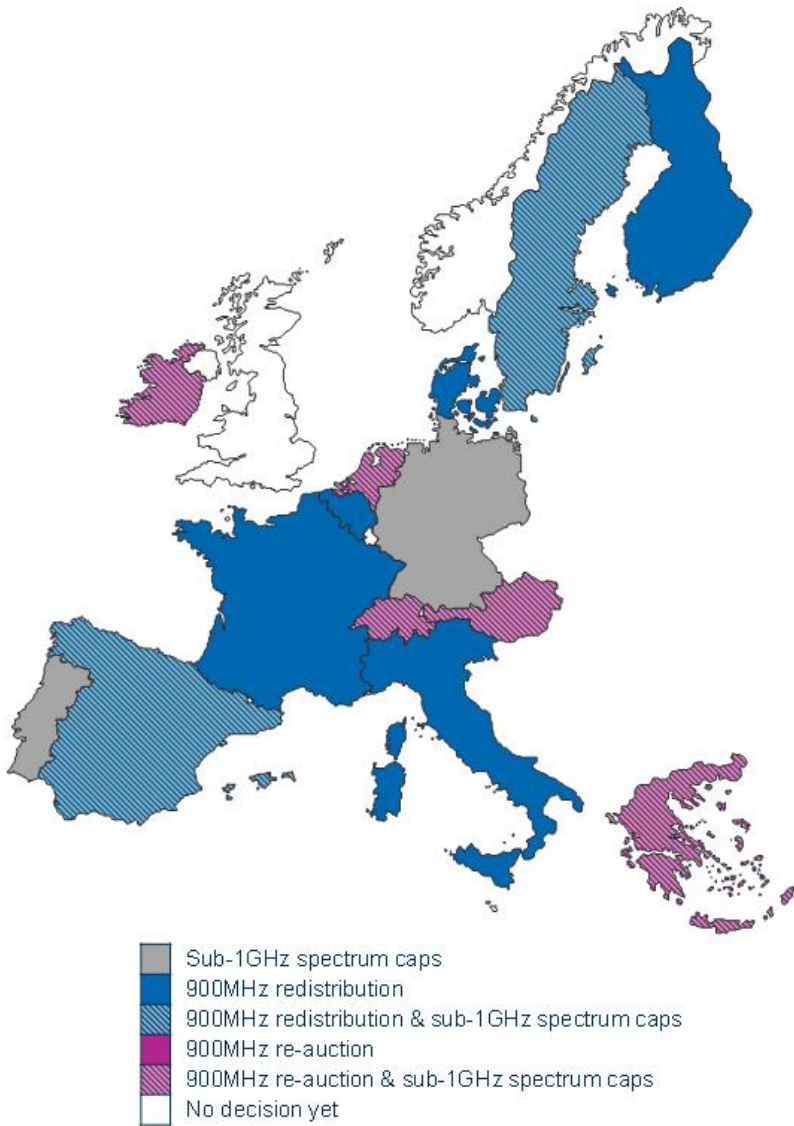 Sub-1GHz spectrum caps
900MHz redistribution
900MHz redistribution & sub-1GHz spectrum caps
900MHz re-auction
900MHz re-auction & sub-1GHz spectrum caps
No decision yet